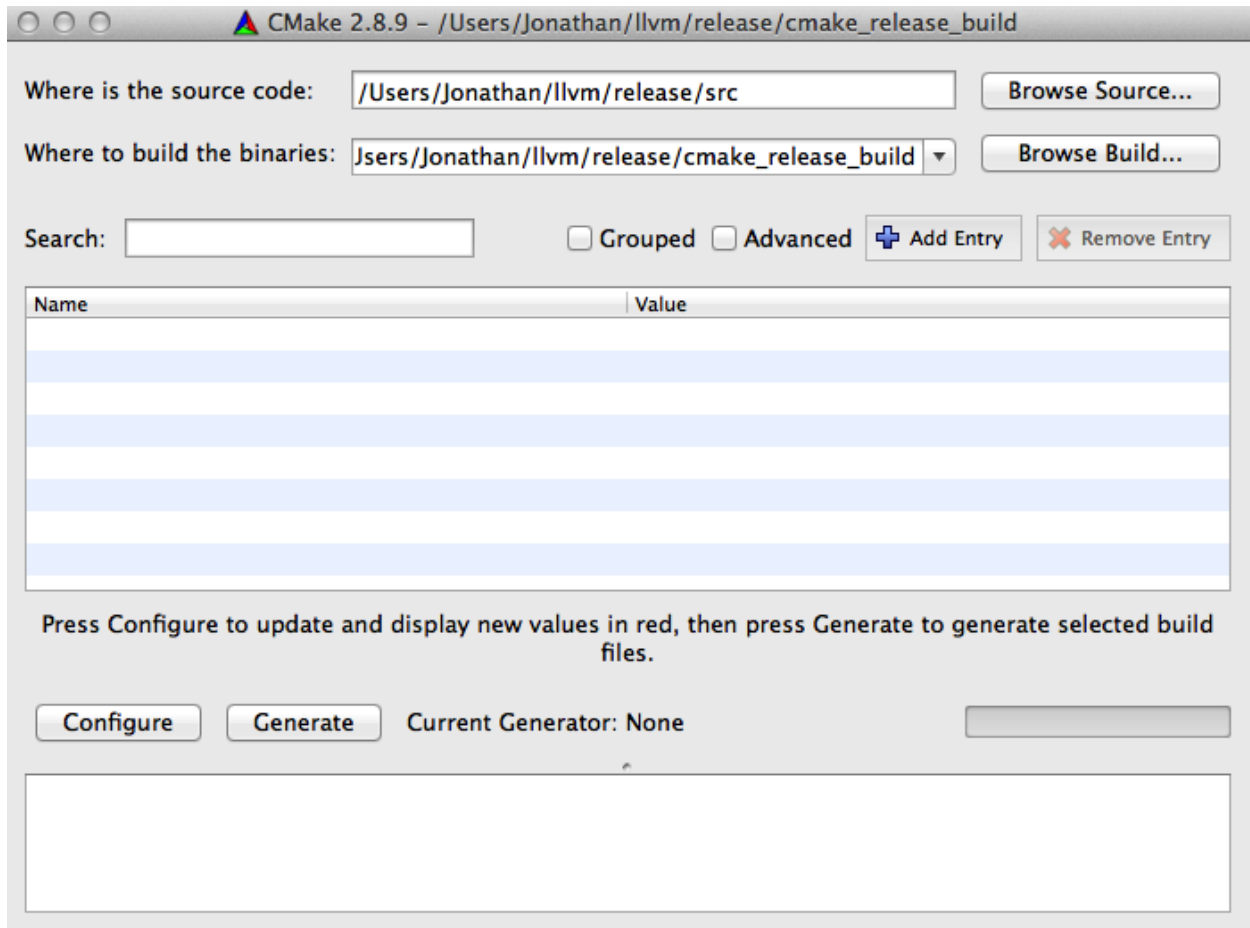 CMake 2.8.9 – /Users/Jonathan/llvm/release/cmake_release_build
Where is the source code: /Users/Jonathan/llvm/release/src Browse Source...
Where to build the binaries: Jsers/Jonathan/llvm/release/cmake_release_build Browse Build...
Search: Grouped Advanced Add Entry Remove Entry
Name Value
Press Configure to update and display new values in red, then press Generate to generate selected build
files.
Configure Generate Current Generator: None